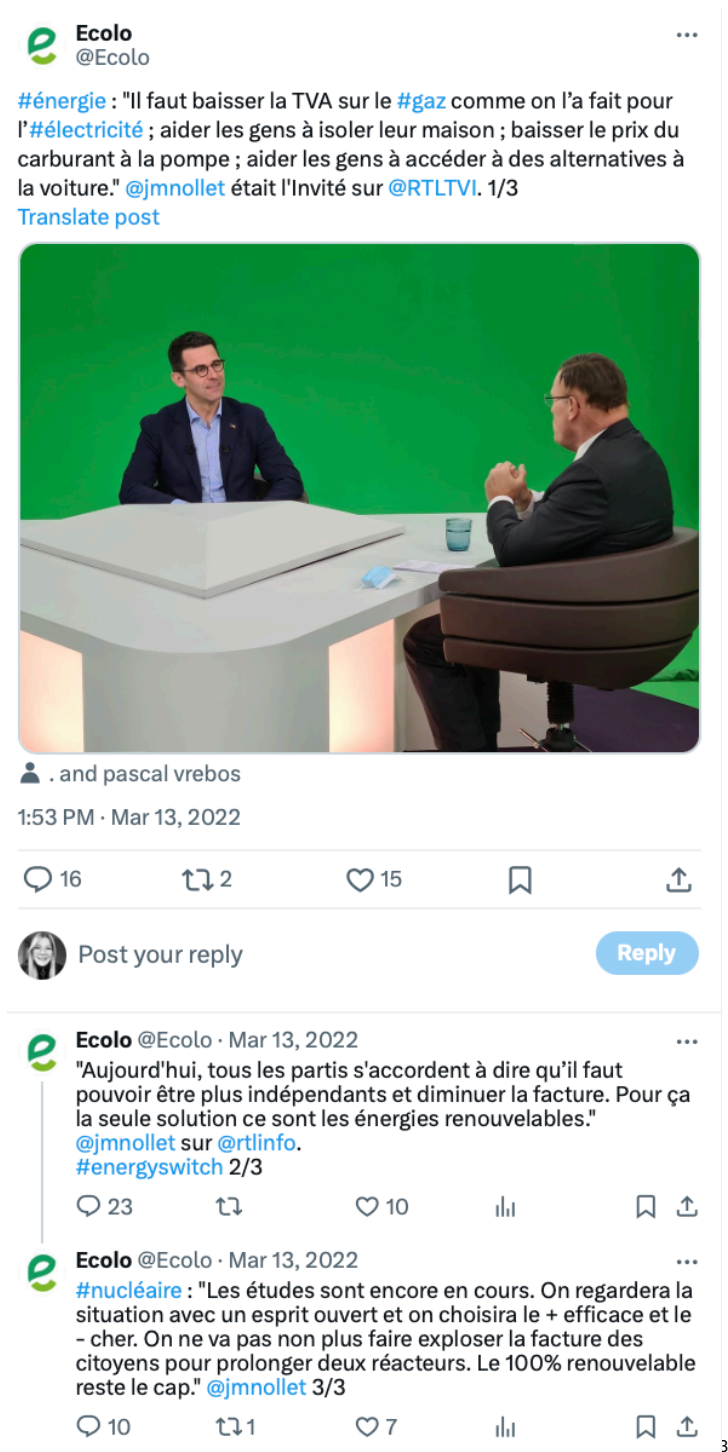 Ecolo
@Ecolo
#énergie : "Il faut baisser la TVA sur le #gaz comme on l’a fait pour
l’#électricité ; aider les gens à isoler leur maison ; baisser le prix du
carburant à la pompe ; aider les gens à accéder à des alternatives à
la voiture." @jmnollet était l'Invité sur @RTLTVI. 1/3
Translate post
. and pascal vrebos
1:53 PM · Mar 13, 2022
16 2 15
Post your reply
Reply
Ecolo @Ecolo · Mar 13, 2022
"Aujourd'hui, tous les partis s'accordent à dire qu’il faut
pouvoir être plus indépendants et diminuer la facture. Pour ça
la seule solution ce sont les énergies renouvelables."
@jmnollet sur @rtlinfo.
#energyswitch 2/3
23 10
Ecolo @Ecolo · Mar 13, 2022
#nucléaire : "Les études sont encore en cours. On regardera la
situation avec un esprit ouvert et on choisira le + efficace et le
- cher. On ne va pas non plus faire exploser la facture des
citoyens pour prolonger deux réacteurs. Le 100% renouvelable
reste le cap." @jmnollet 3/3
10 1 7